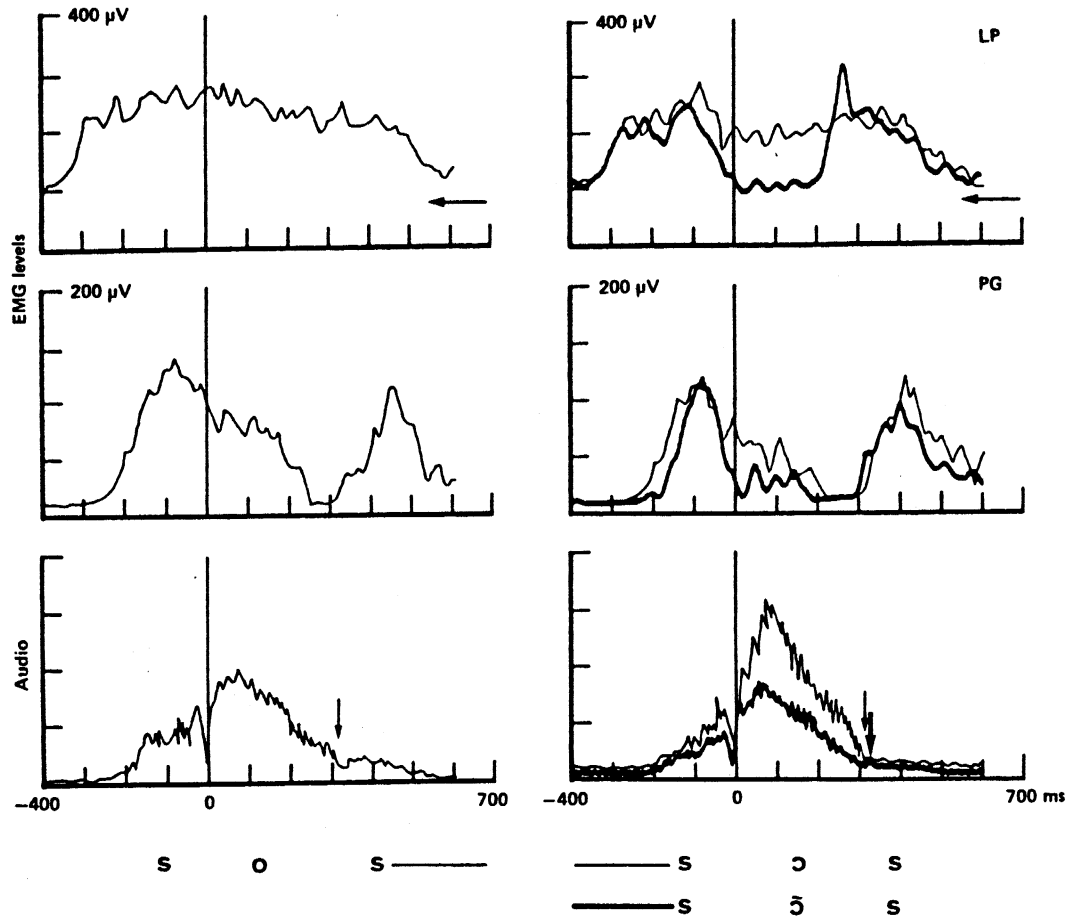 400 µV
400 µV
LP
EMG levels
200 µV
200 µV
PG
Audio
−400 0 700
−400 0 700 ms
s o s
s ɔ s
s ɔ̃ s